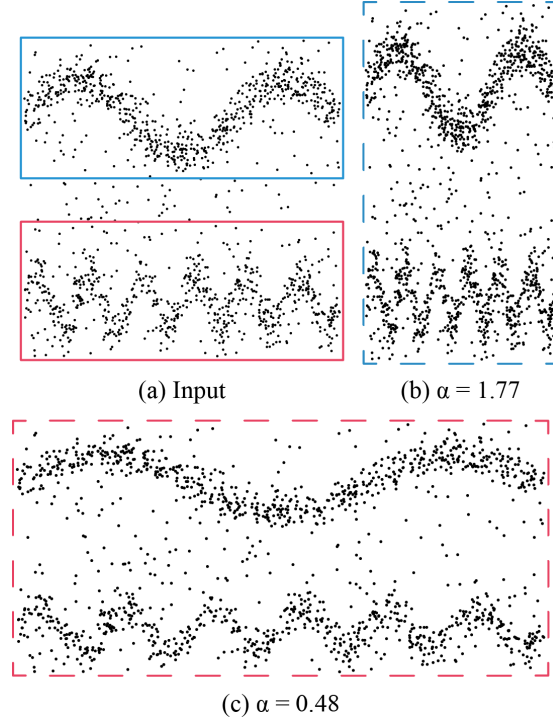 (a) Input
(b) α = 1.77
(c) α = 0.48